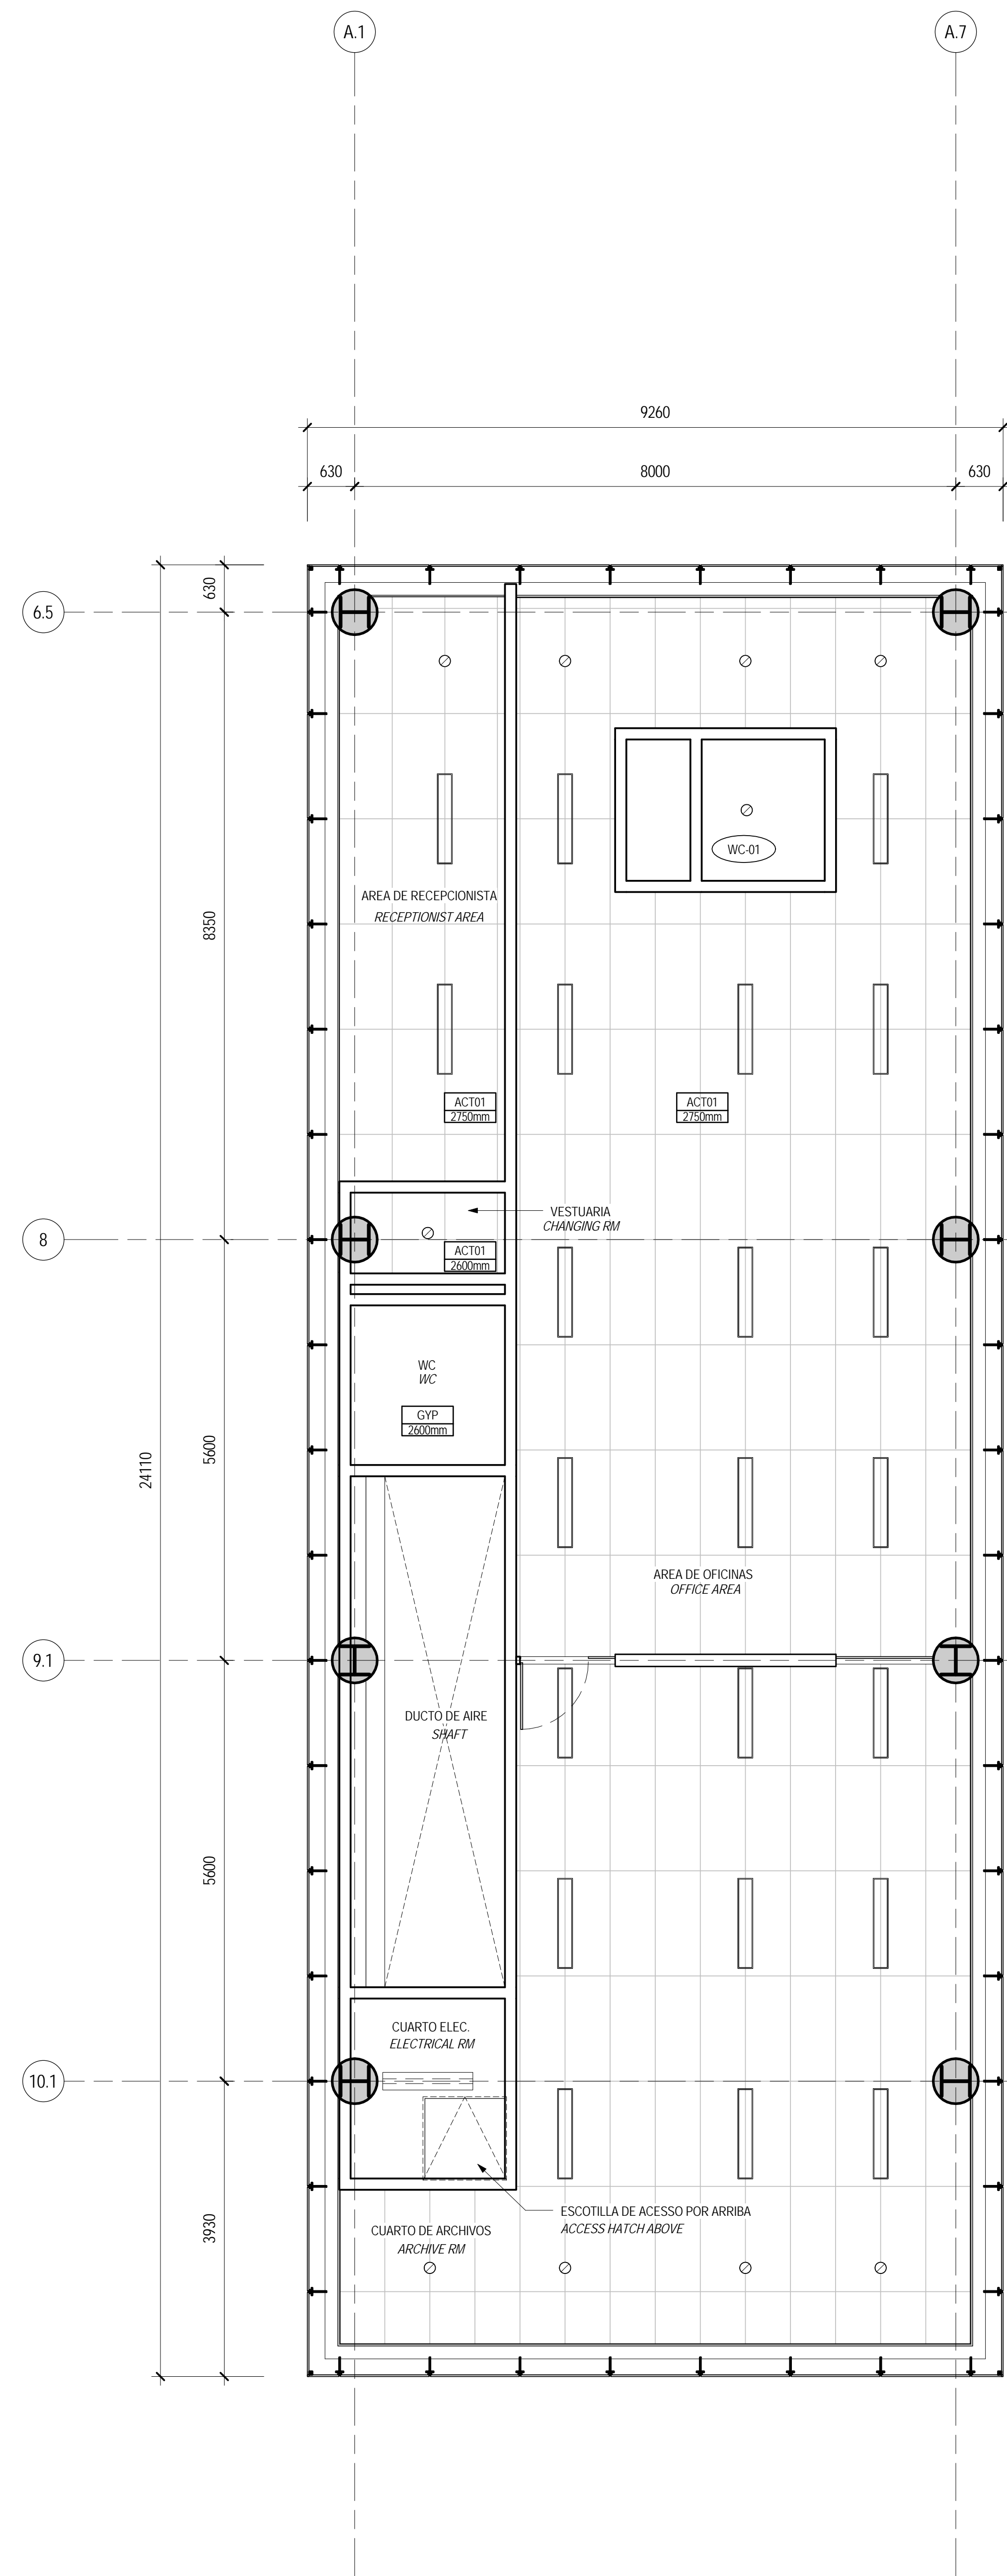 A.1
A.7
9260
630
8000
630
630
6.5
8350
WC-01
AREA DE RECEPCIONISTA
RECEPTIONIST AREA
ACT01
2750mm
ACT01
2750mm
VESTUARIA
CHANGING RM
8
ACT01
2600mm
WC
WC
GYP
2600mm
5600
24110
AREA DE OFICINAS
OFFICE AREA
9.1
DUCTO DE AIRE
SHAFT
5600
CUARTO ELEC.
ELECTRICAL RM
10.1
ESCOTILLA DE ACESSO POR ARRIBA
ACCESS HATCH ABOVE
3930
CUARTO DE ARCHIVOS
ARCHIVE RM